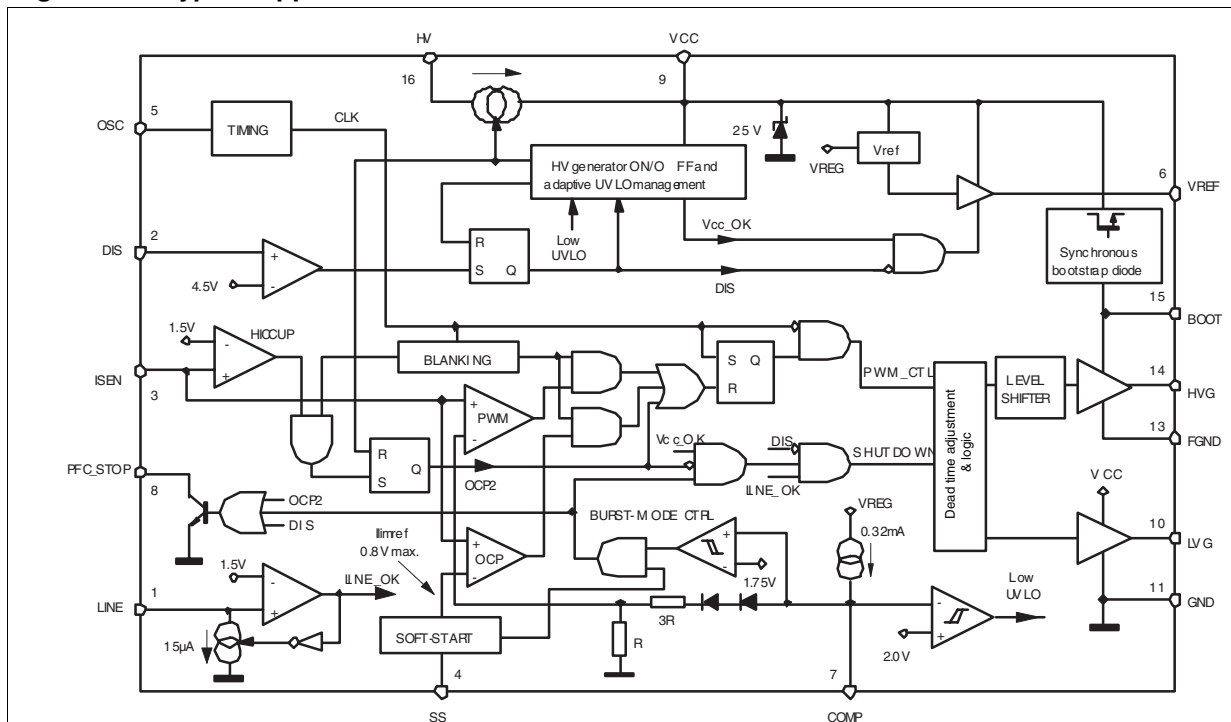 HV
VCC
16
9
5
OSC
TIMING
CLK
25 V
Vref
VREG
6
VREF
HV generator ON/O FF and
adaptive UVLO management
Low
UVLO
Vcc_OK
DIS
Synchronous
bootstrap diode
2
DIS
+
-
4.5V
R
S Q
15
BOOT
1.5V
HICCUP
-
+
ISEN
3
BLANKING
+
PWM
-
S Q
R
PWM_CTL
LEVEL
SHIFTER
14
HVG
13
FGND
Dead time adjustment
& logic
R
S
Q
OCP2
Vcc_OK
DIS
LINE_OK
SHUTDOWN
PFC_STOP
8
OCP2
DIS
Ilimref
0.8V max.
+
OCP
-
BURST-MODE CTRL
+
-
1.75V
VREG
0.32mA
VCC
10
LVG
11
GND
1.5V
-
+
LINE_OK
1
LINE
15µA
SOFT-START
3R
R
-
+
2.0V
Low
UVLO
4
SS
7
COMP